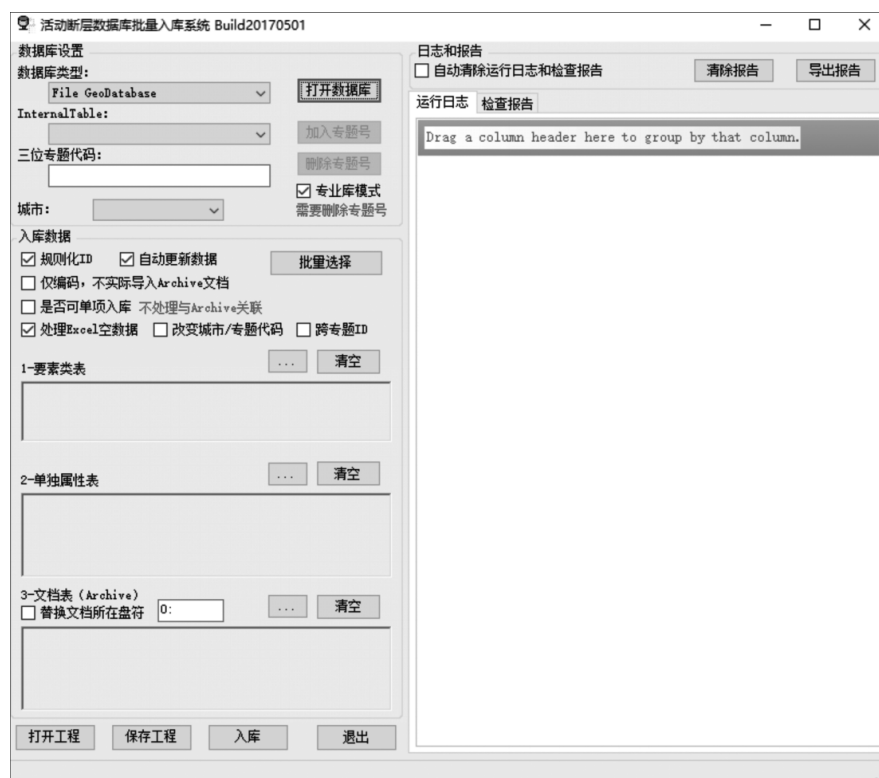 活动断层数据库批量入库系统 Build20170501
数据库设置
数据库类型:
File GeoDatabase
打开数据库
InternalTable:
加入专题号
三位专题代码:
删除专题号
专业库模式
城市:
需要删除专题号
入库数据
规则化ID 自动更新数据
批量选择
仅编码，不实际导入Archive文档
是否可单项入库 不处理与Archive关联
处理Excel空数据 改变城市/专题代码 跨专题ID
1-要素类表
... 清空
2-单独属性表
... 清空
3-文档表（Archive）
替换文档所在盘符 0:
... 清空
打开工程 保存工程 入库 退出
日志和报告
自动清除运行日志和检查报告 清除报告 导出报告
运行日志 检查报告
Drag a column header here to group by that column.